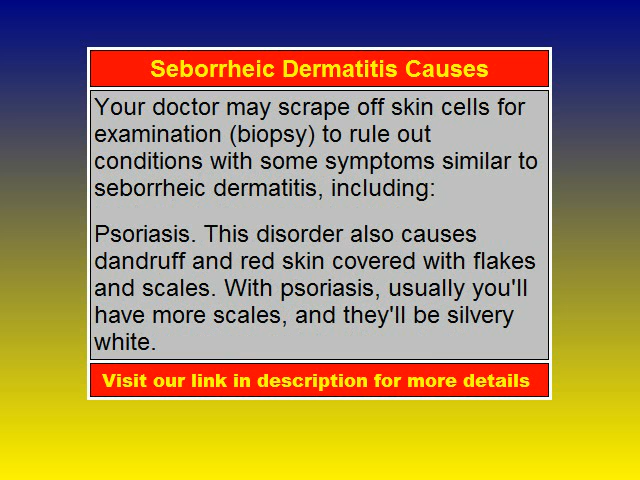 Seborrheic Dermatitis Causes
Your doctor may scrape off skin cells for
examination (biopsy) to rule out
conditions with some symptoms similar to
seborrheic dermatitis, including:
Psoriasis. This disorder also causes
dandruff and red skin covered with flakes
and scales. With psoriasis, usually you'll
have more scales, and they'll be silvery
white.
Visit our link in description for more details